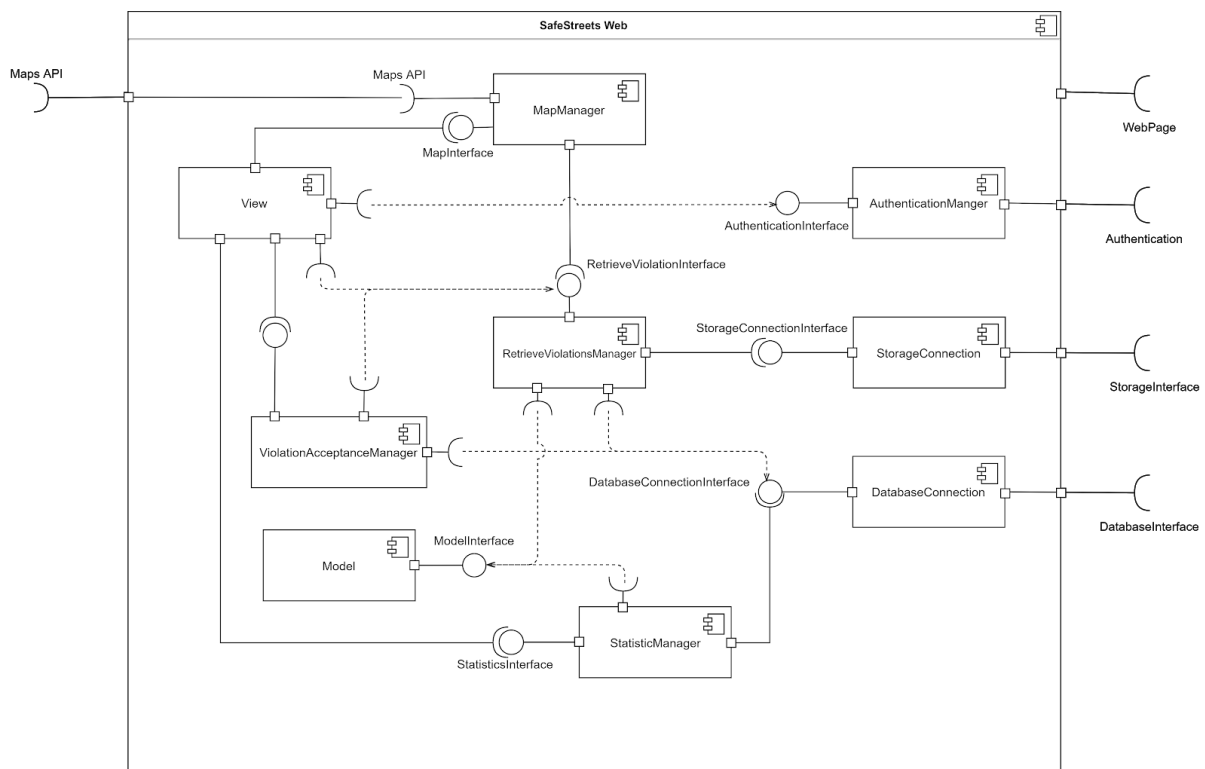 SafeStreets Web
Maps API
Maps API
MapManager
WebPage
MapInterface
View
AuthenticationManger
AuthenticationInterface
Authentication
RetrieveViolationInterface
StorageConnectionInterface
RetrieveViolationsManager
StorageConnection
StorageInterface
ViolationAcceptanceManager
DatabaseConnectionInterface
DatabaseConnection
DatabaseInterface
ModelInterface
Model
StatisticManager
StatisticsInterface